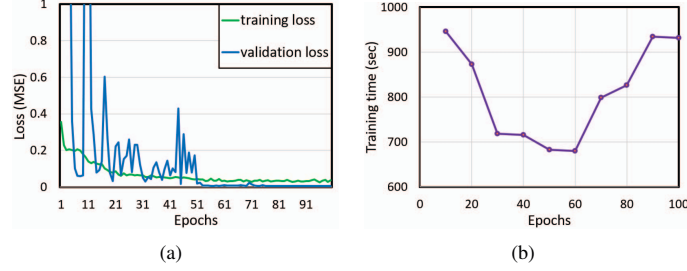 training loss
validation loss
Loss (MSE)
1
0.8
0.6
0.4
0.2
0
1 11 21 31 41 51 61 71 81 91
Epochs
(a)
Training time (sec)
1000
900
800
700
600
0 20 40 60 80 100
Epochs
(b)